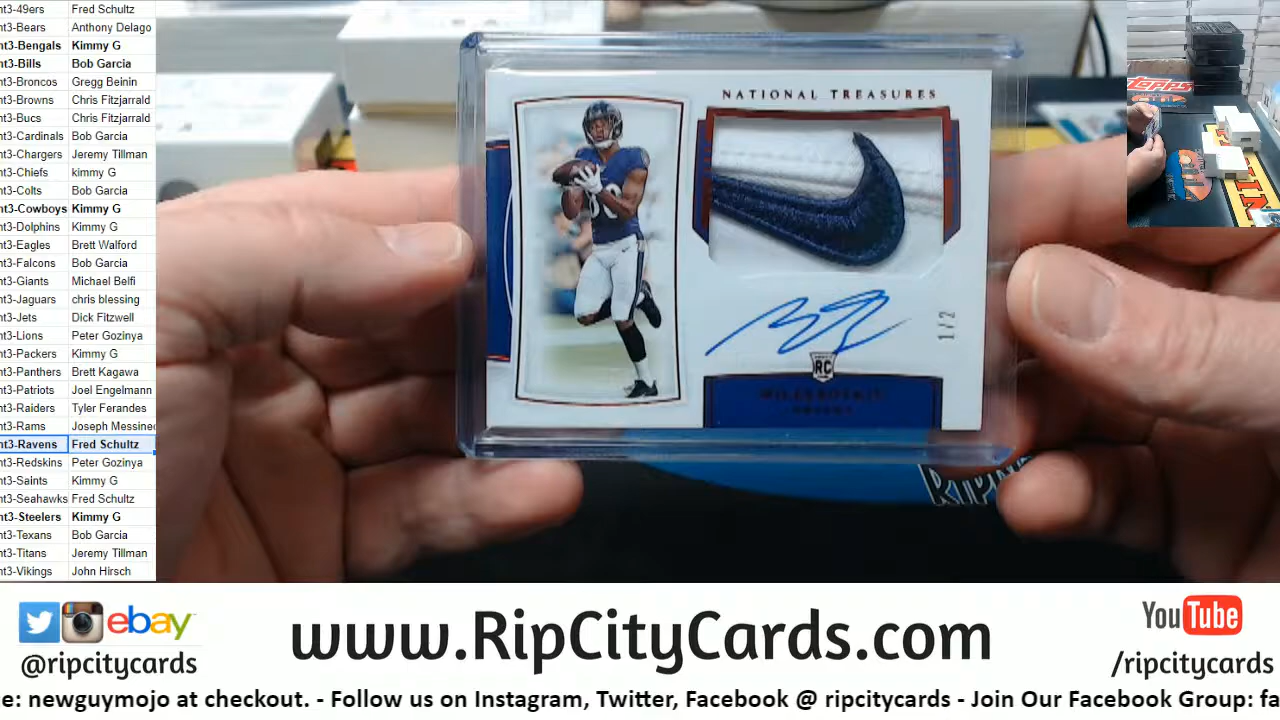 nt3-49ers Fred Schultz
nt3-Bears Anthony Delago
nt3-Bengals Kimmy G
nt3-Bills Bob Garcia
nt3-Broncos Gregg Beinin
nt3-Browns Chris Fitzjarrald
nt3-Bucs Chris Fitzjarrald
nt3-Cardinals Bob Garcia
nt3-Chargers Jeremy Tillman
nt3-Chiefs kimmy G
nt3-Colts Bob Garcia
nt3-Cowboys Kimmy G
nt3-Dolphins Kimmy G
nt3-Eagles Brett Walford
nt3-Falcons Bob Garcia
nt3-Giants Michael Belfi
nt3-Jaguars chris blessing
nt3-Jets Dick Fitzwell
nt3-Lions Peter Gozinya
nt3-Packers Kimmy G
nt3-Panthers Brett Kagawa
nt3-Patriots Joel Engelmann
nt3-Raiders Tyler Ferandes
nt3-Rams Joseph Messineo
nt3-Ravens Fred Schultz
nt3-Redskins Peter Gozinya
nt3-Saints Kimmy G
nt3-Seahawks Fred Schultz
nt3-Steelers Kimmy G
nt3-Texans Bob Garcia
nt3-Titans Jeremy Tillman
nt3-Vikings John Hirsch
NATIONAL TREASURES
80
1/2
RC
Topps
ebay
@ripcitycards
www.RipCityCards.com
YouTube
/ripcitycards
e: newguymojo at checkout. - Follow us on Instagram, Twitter, Facebook @ ripcitycards - Join Our Facebook Group: fa